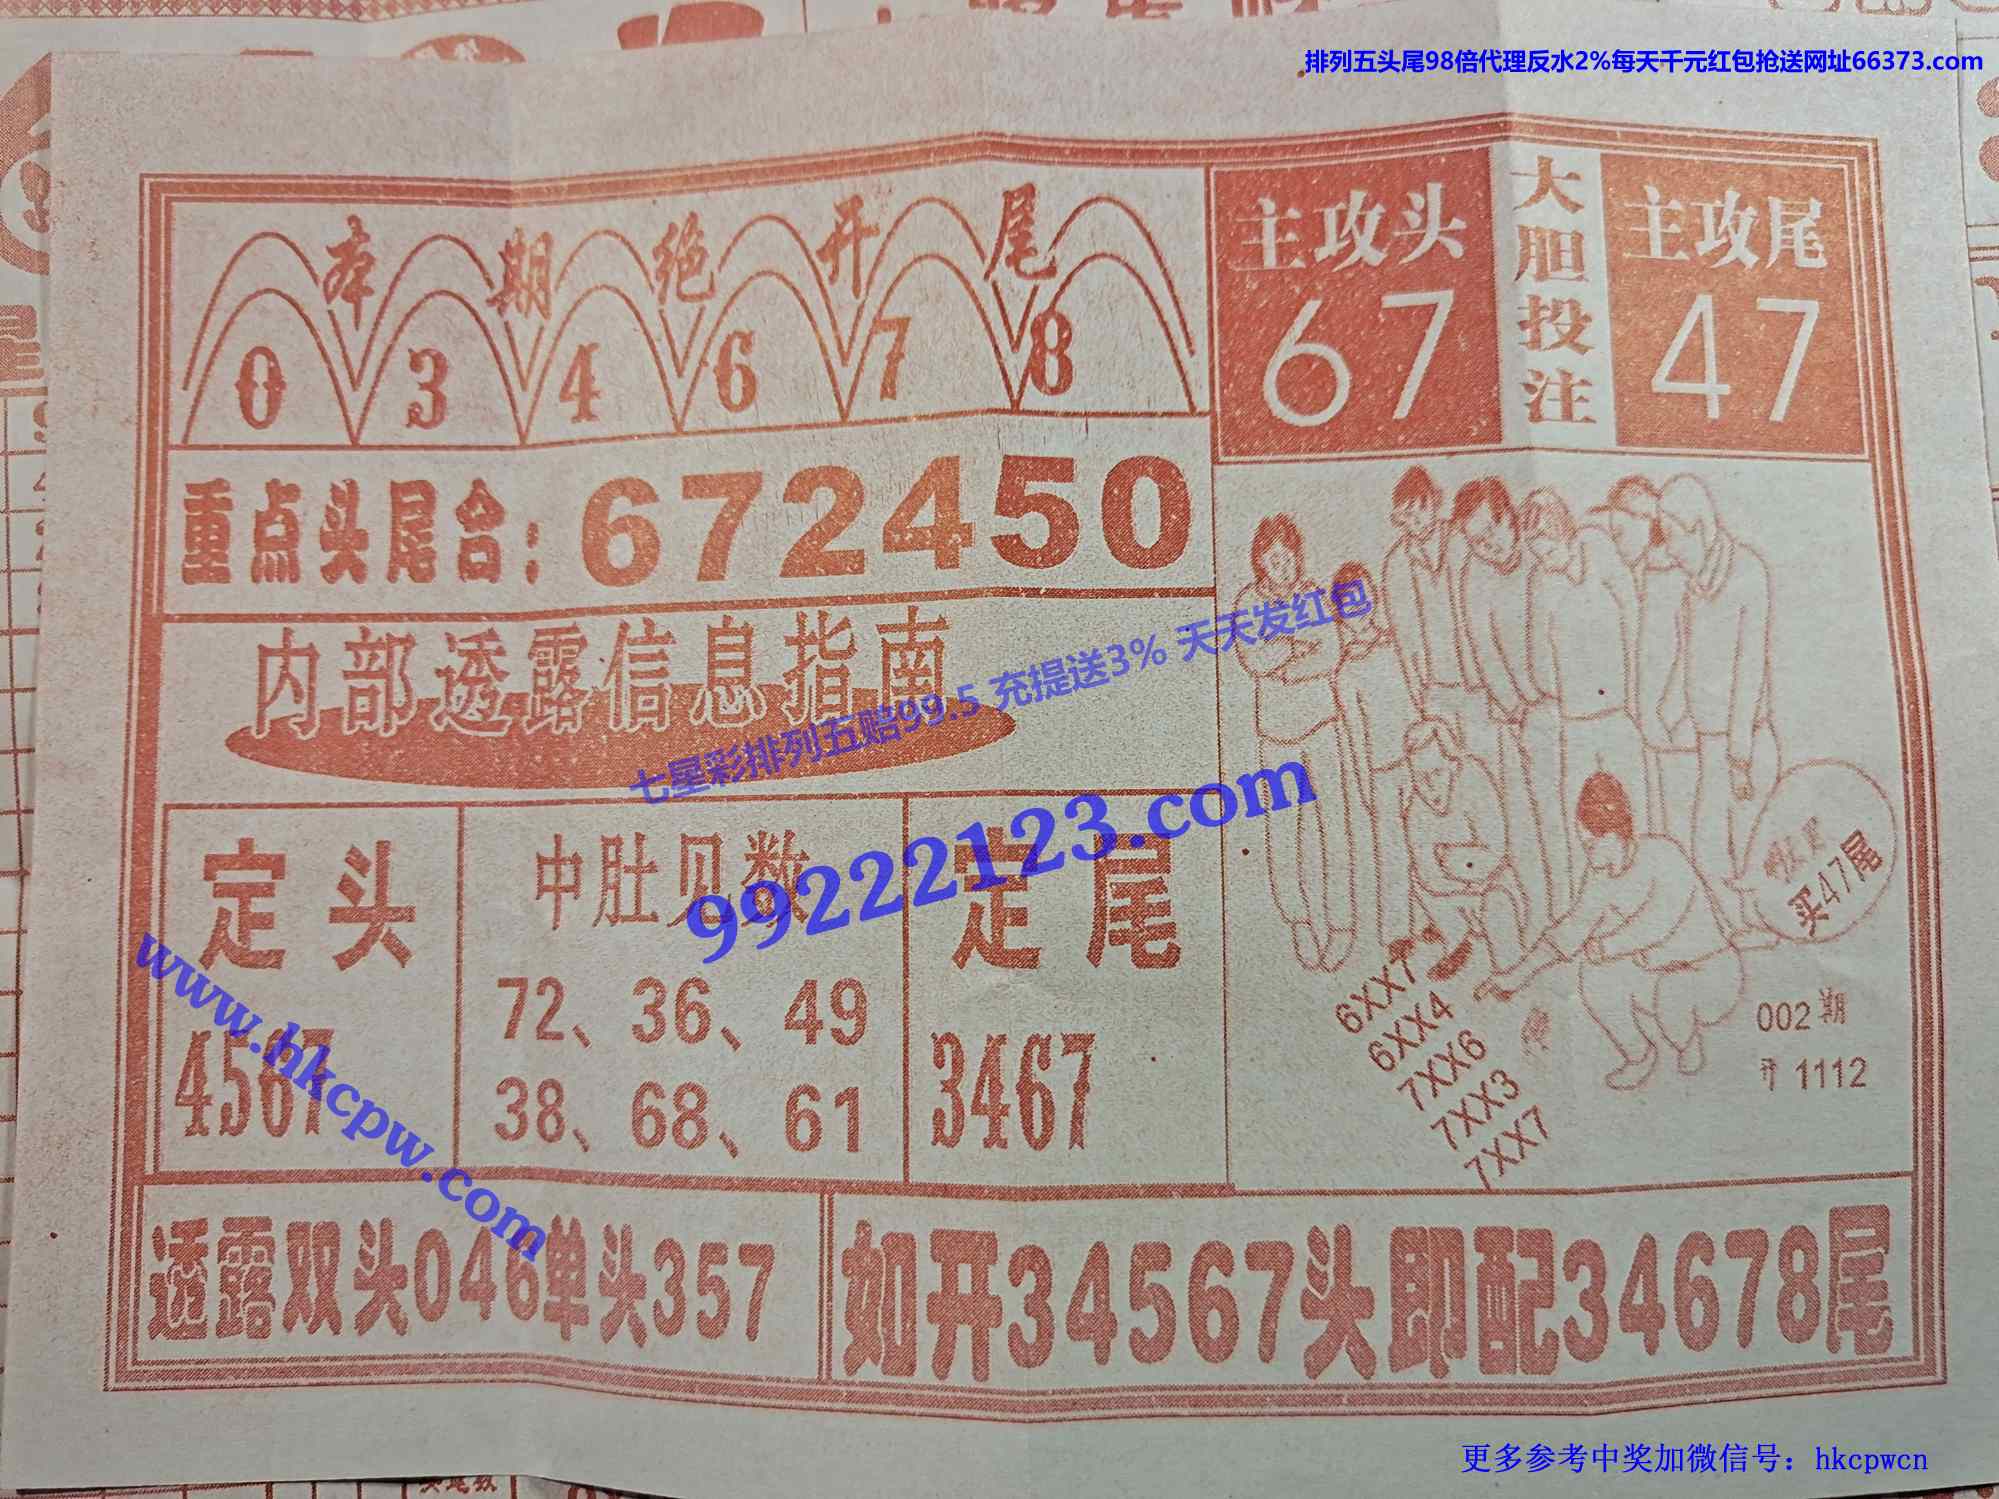 排列五头尾98倍代理反水2%每天千元红包抢送网址66373.com
本期绝开尾
0 3 4 6 7 8
主攻头
67
大胆投注
主攻尾
47
重点头尾合：672450
内部透露信息指南
七星彩排列五赔99.5 充提送3% 天天发红包
99222123.com
www.hkcpw.com
定头
4567
中肚见数
72、36、49
38、68、61
定尾
3467
买47尾
6XX7
6XX4
7XX6
7XX3
7XX7
002期
开1112
透露双头046单头357
如开34567头即配34678尾
更多参考中奖加微信号：hkcpwcn